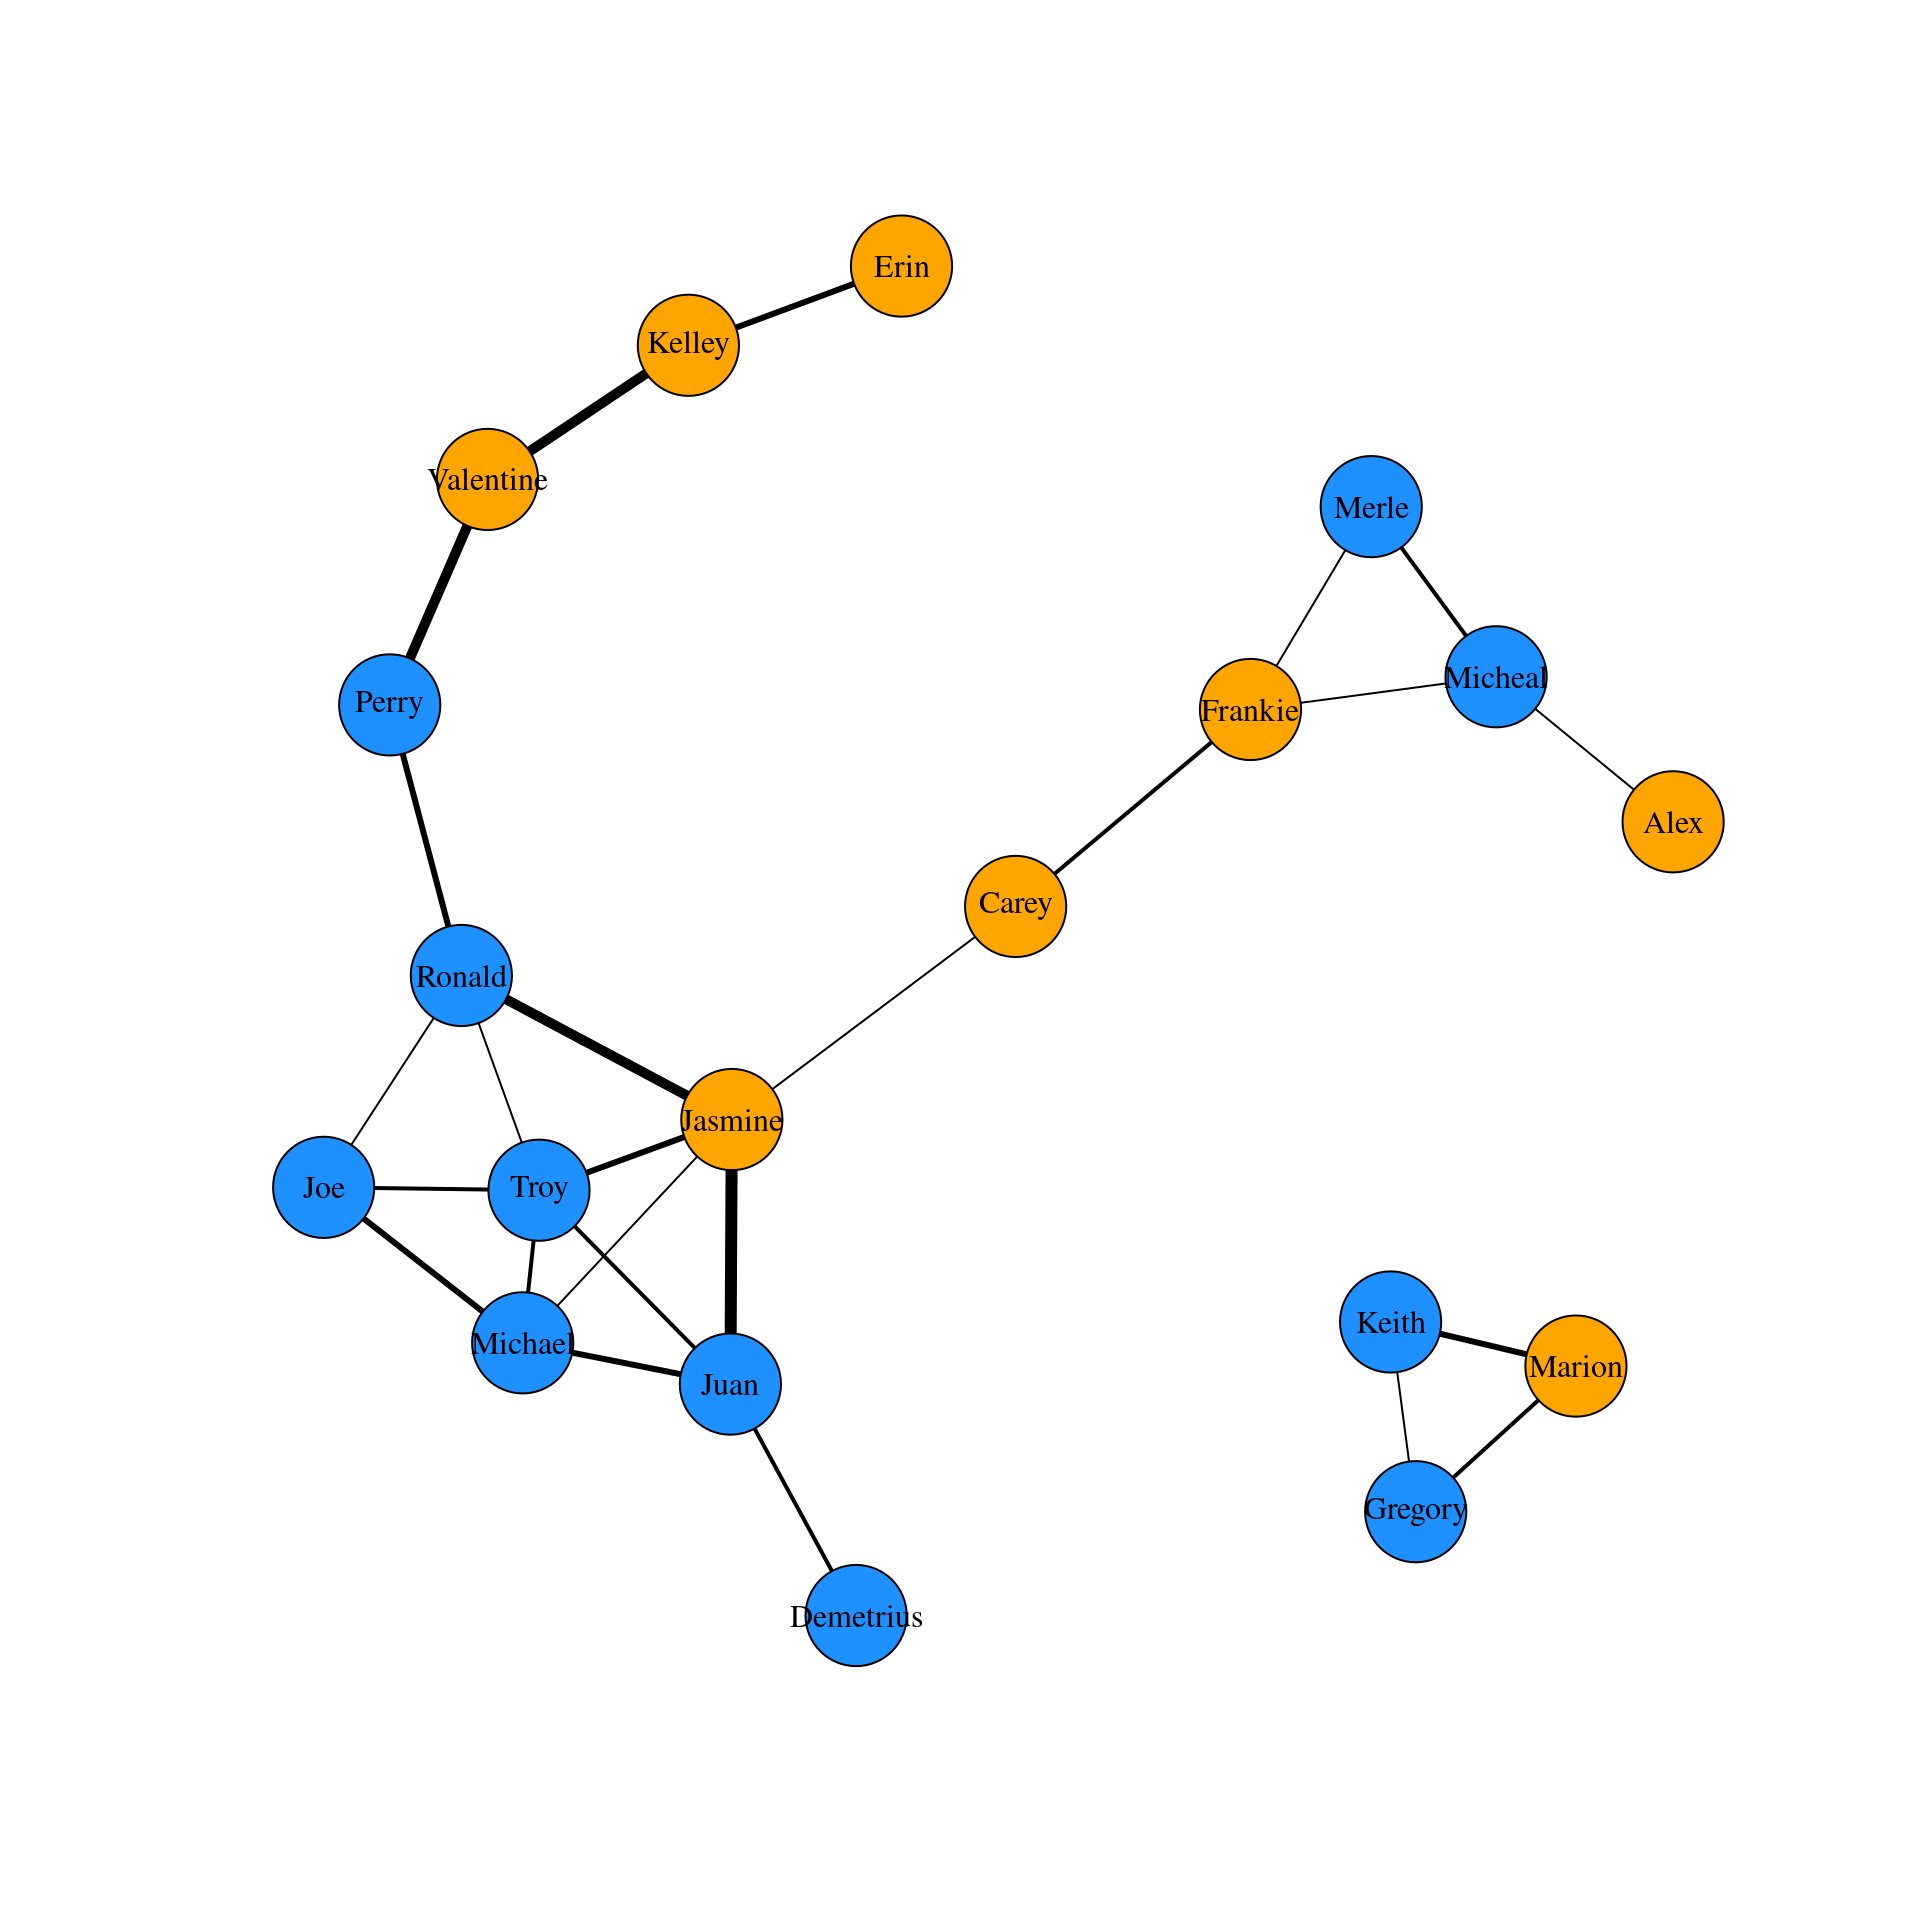 Erin
Kelley
Valentine
Merle
Micheal
Perry
Frankie
Alex
Carey
Ronald
Jasmine
Joe
Troy
Keith
Michael
Marion
Juan
Gregory
Demetrius